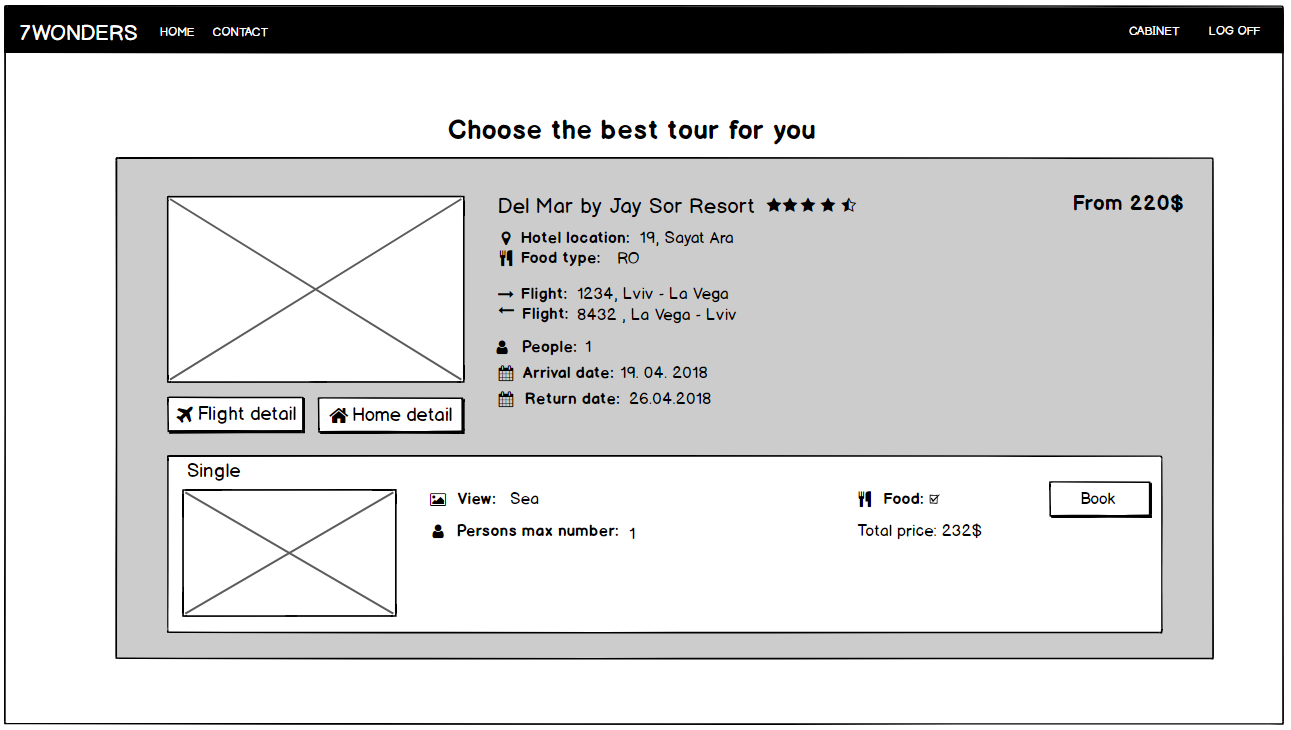 7WONDERS HOME CONTACT CABINET LOG OFF
Choose the best tour for you
Del Mar by Jay Sor Resort From 220$
Hotel location: 19, Sayat Ara
Food type: RO
Flight: 1234, Lviv - La Vega
Flight: 8432 , La Vega - Lviv
People: 1
Arrival date: 19. 04. 2018
Return date: 26.04.2018
Flight detail Home detail
Single
View: Sea Food: Book
Persons max number: 1 Total price: 232$